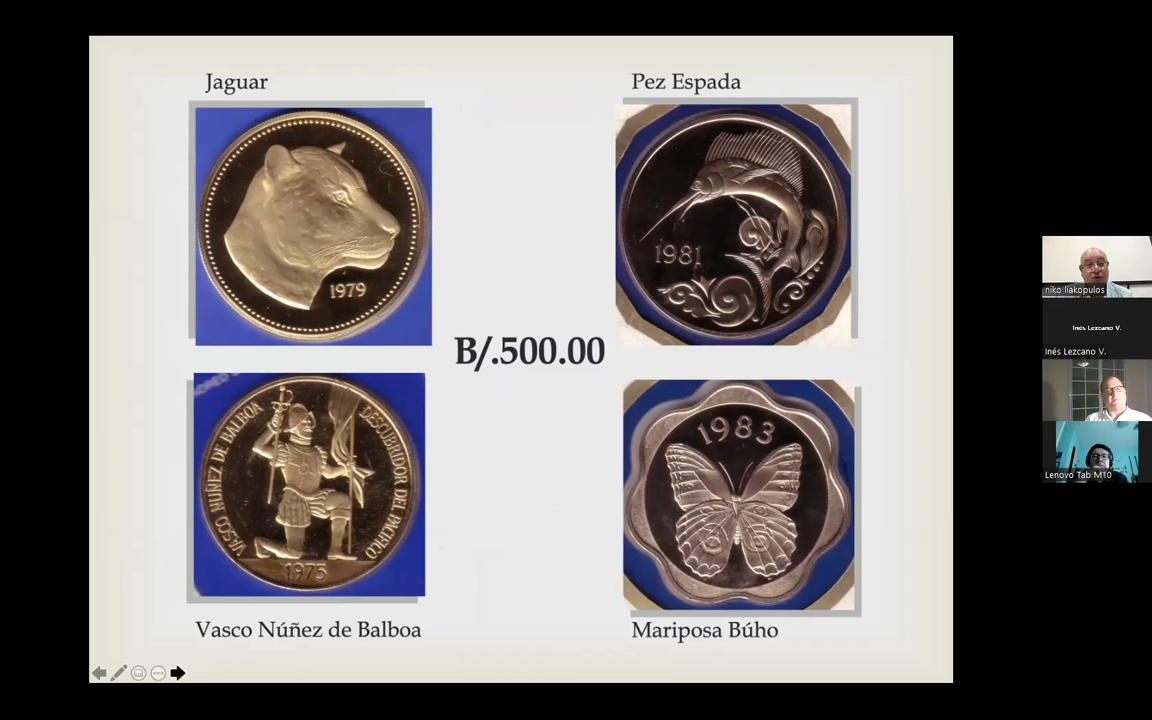 Jaguar
Pez Espada
1979
1981
B/.500.00
VASCO NUÑEZ DE BALBOA
DESCUBRIDOR DEL PACIFICO
1975
1983
Vasco Núñez de Balboa
Mariposa Búho
niko liakopulos
Inés Lezcano V.
Inés Lezcano V.
Lenovo Tab M10